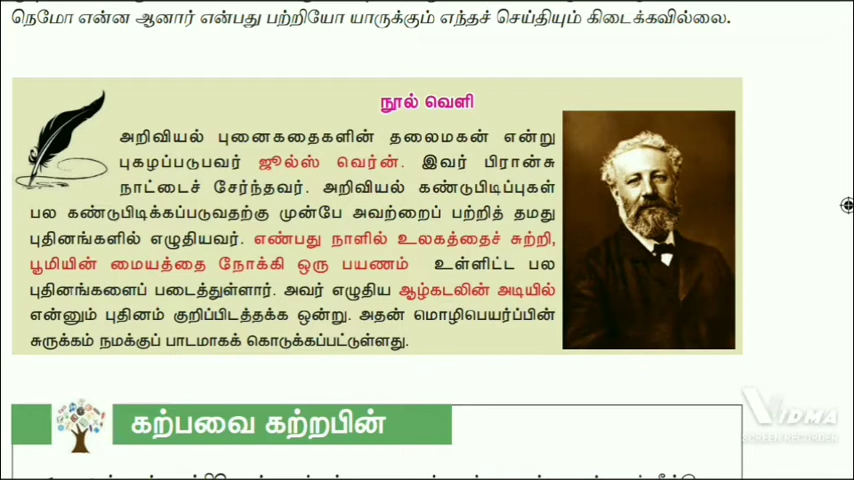 நெமோ என்ன ஆனார் என்பது பற்றியோ யாருக்கும் எந்தச் செய்தியும் கிடைக்கவில்லை.
நூல் வெளி
அறிவியல் புனைகதைகளின் தலைமகன் என்று
புகழப்படுபவர் ஜூல்ஸ் வெர்ன். இவர் பிரான்சு
நாட்டைச் சேர்ந்தவர். அறிவியல் கண்டுபிடிப்புகள்
பல கண்டுபிடிக்கப்படுவதற்கு முன்பே அவற்றைப் பற்றித் தமது
புதினங்களில் எழுதியவர். எண்பது நாளில் உலகத்தைச் சுற்றி,
பூமியின் மையத்தை நோக்கி ஒரு பயணம் உள்ளிட்ட பல
புதினங்களைப் படைத்துள்ளார். அவர் எழுதிய ஆழ்கடலின் அடியில்
என்னும் புதினம் குறிப்பிடத்தக்க ஒன்று. அதன் மொழிபெயர்ப்பின்
சுருக்கம் நமக்குப் பாடமாகக் கொடுக்கப்பட்டுள்ளது.
கற்பவை கற்றபின்
VIDMA
SCREEN RECORDER